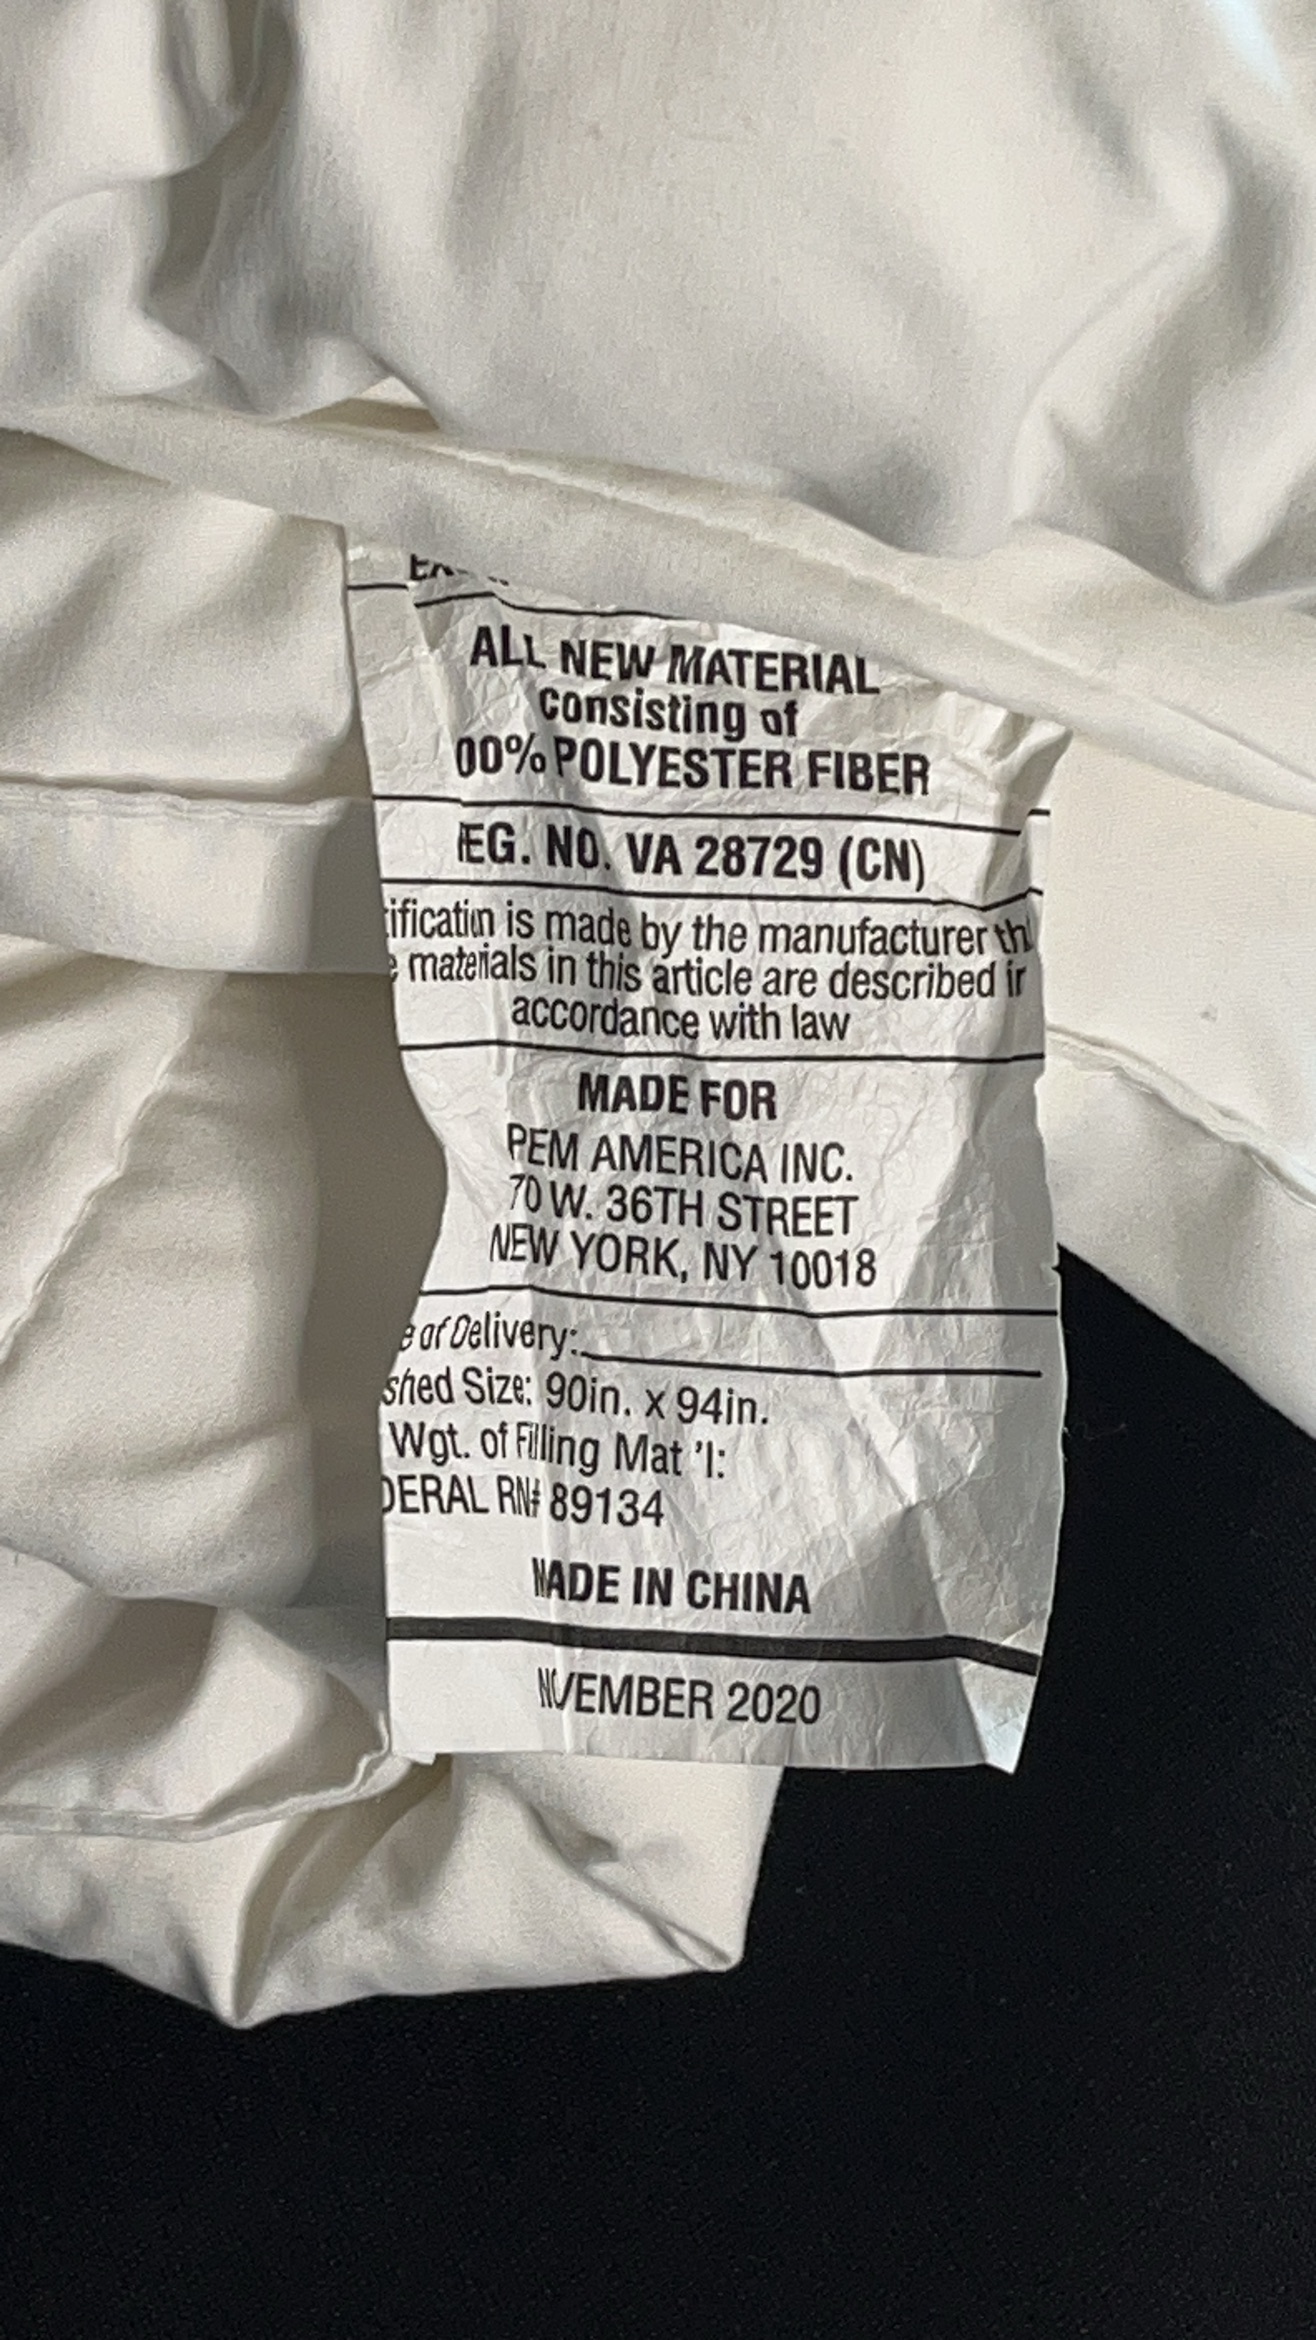 ALL NEW MATERIAL
consisting of
00% POLYESTER FIBER
EG. NO. VA 28729 (CN)
ification is made by the manufacturer th
materials in this article are described in
accordance with law
MADE FOR
PEM AMERICA INC.
70 W. 36TH STREET
NEW YORK, NY 10018
e of Delivery:
shed Size: 90in. x 94in.
Wgt. of Filling Mat 'l:
DERAL RN# 89134
MADE IN CHINA
NOVEMBER 2020